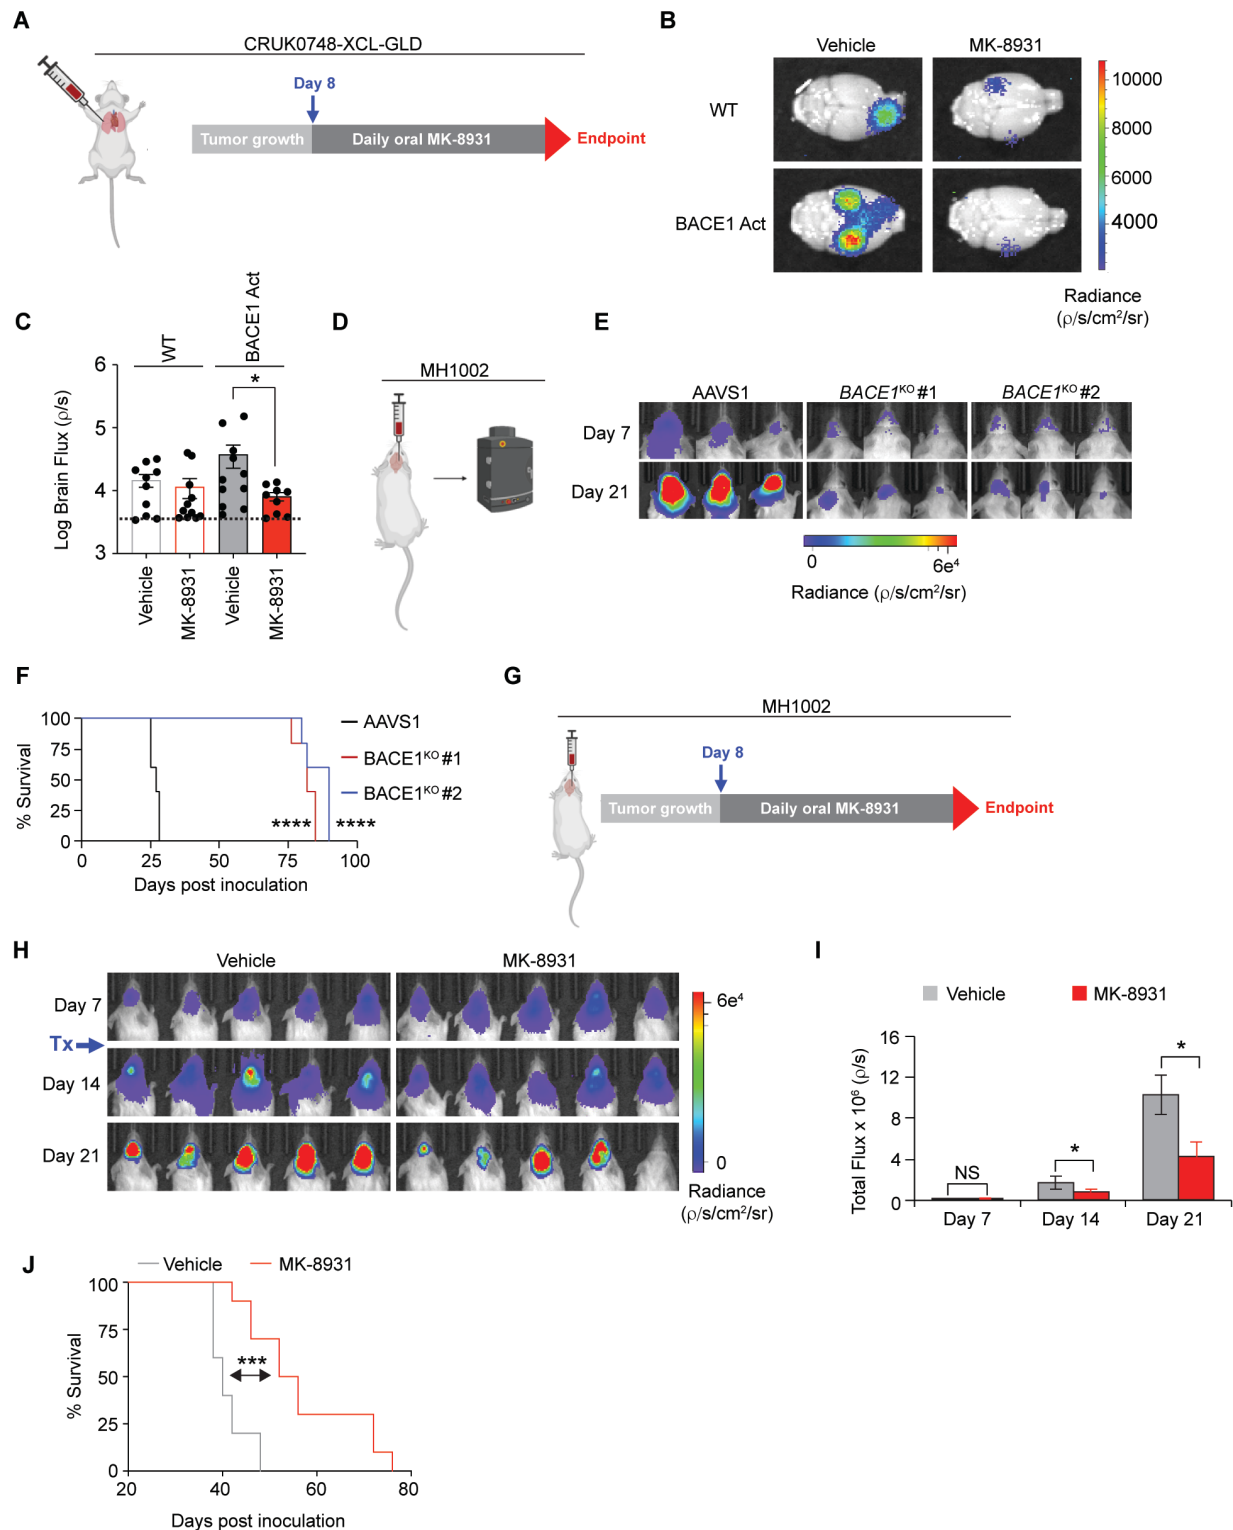 A
CRUK0748-XCL-GLD
Day 8
Tumor growth
Daily oral MK-8931
Endpoint
B
Vehicle
MK-8931
WT
BACE1 Act
10000
8000
6000
4000
Radiance
(ρ/s/cm²/sr)
C
WT
BACE1 Act
*
Log Brain Flux (ρ/s)
6
5
4
3
Vehicle
MK-8931
Vehicle
MK-8931
D
MH1002
E
AAVS1
BACE1ᴷᴼ #1
BACE1ᴷᴼ #2
Day 7
Day 21
0
6e⁴
Radiance (ρ/s/cm²/sr)
F
% Survival
100
75
50
25
0
0
25
50
75
100
Days post inoculation
AAVS1
BACE1ᴷᴼ #1
BACE1ᴷᴼ #2
****
****
G
MH1002
Day 8
Tumor growth
Daily oral MK-8931
Endpoint
H
Vehicle
MK-8931
Day 7
Tx
Day 14
Day 21
6e⁴
0
Radiance
(ρ/s/cm²/sr)
I
Vehicle
MK-8931
Total Flux x 10⁶ (ρ/s)
16
12
8
4
0
NS
*
*
Day 7
Day 14
Day 21
J
Vehicle
MK-8931
% Survival
100
75
50
25
0
***
20
40
60
80
Days post inoculation